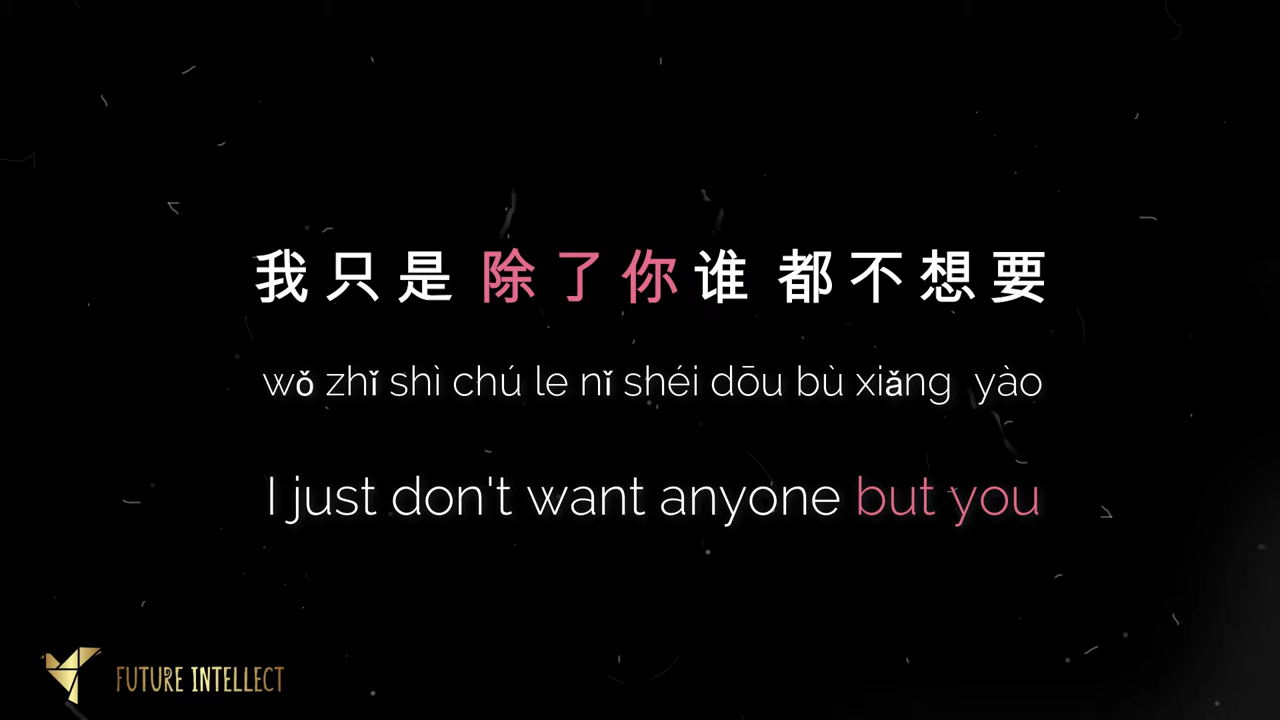 我只是除了你谁都不想要
wǒ zhǐ shì chú le nǐ shéi dōu bù xiǎng yào
I just don't want anyone but you
FUTURE INTELLECT